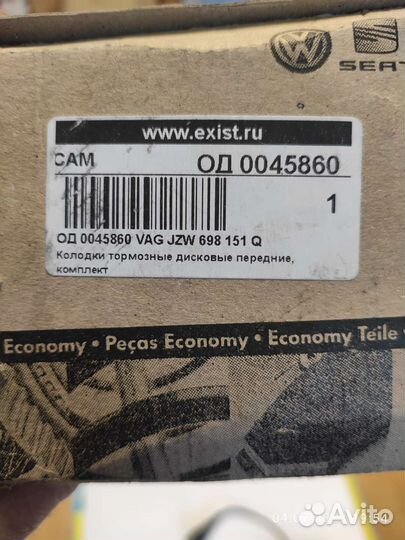 SEAT
www.exist.ru
САМ ОД 0045860
1
ОД 0045860 VAG JZW 698 151 Q
Колодки тормозные дисковые передние,
комплект
Economy • Peças Economy • Economy Teile •
Avito